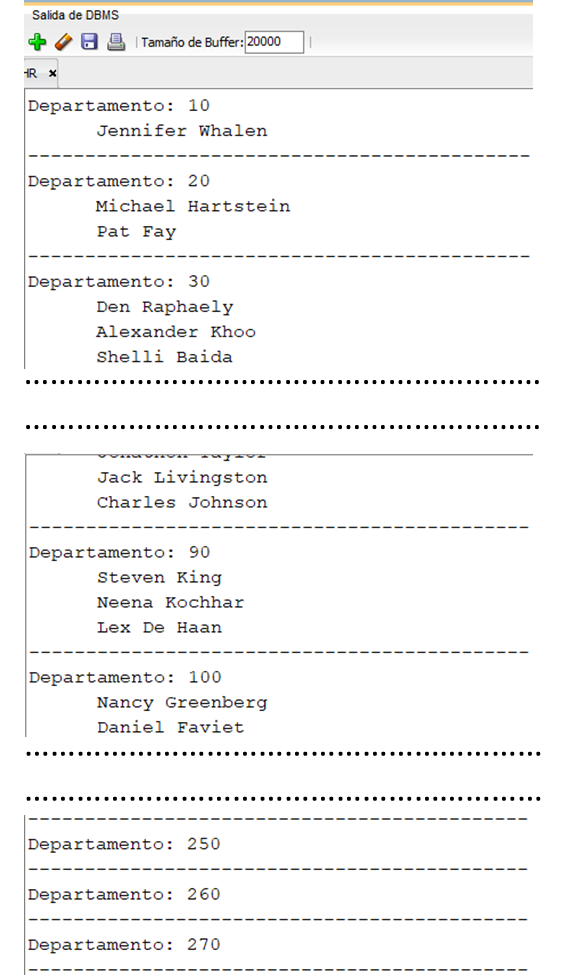 Salida de DBMS
Tamaño de Buffer: 20000
HR
Departamento: 10
Jennifer Whalen
--------------------------------------------
Departamento: 20
Michael Hartstein
Pat Fay
--------------------------------------------
Departamento: 30
Den Raphaely
Alexander Khoo
Shelli Baida
Jack Livingston
Charles Johnson
--------------------------------------------
Departamento: 90
Steven King
Neena Kochhar
Lex De Haan
--------------------------------------------
Departamento: 100
Nancy Greenberg
Daniel Faviet
--------------------------------------------
Departamento: 250
--------------------------------------------
Departamento: 260
--------------------------------------------
Departamento: 270
--------------------------------------------